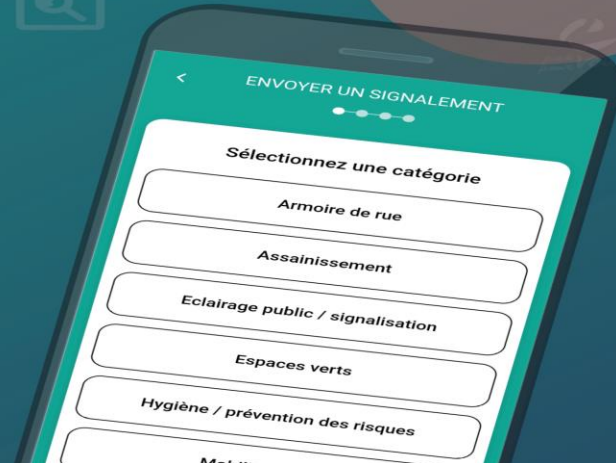 ENVOYER UN SIGNALEMENT
Sélectionnez une catégorie
Armoire de rue
Assainissement
Eclairage public / signalisation
Espaces verts
Hygiène / prévention des risques